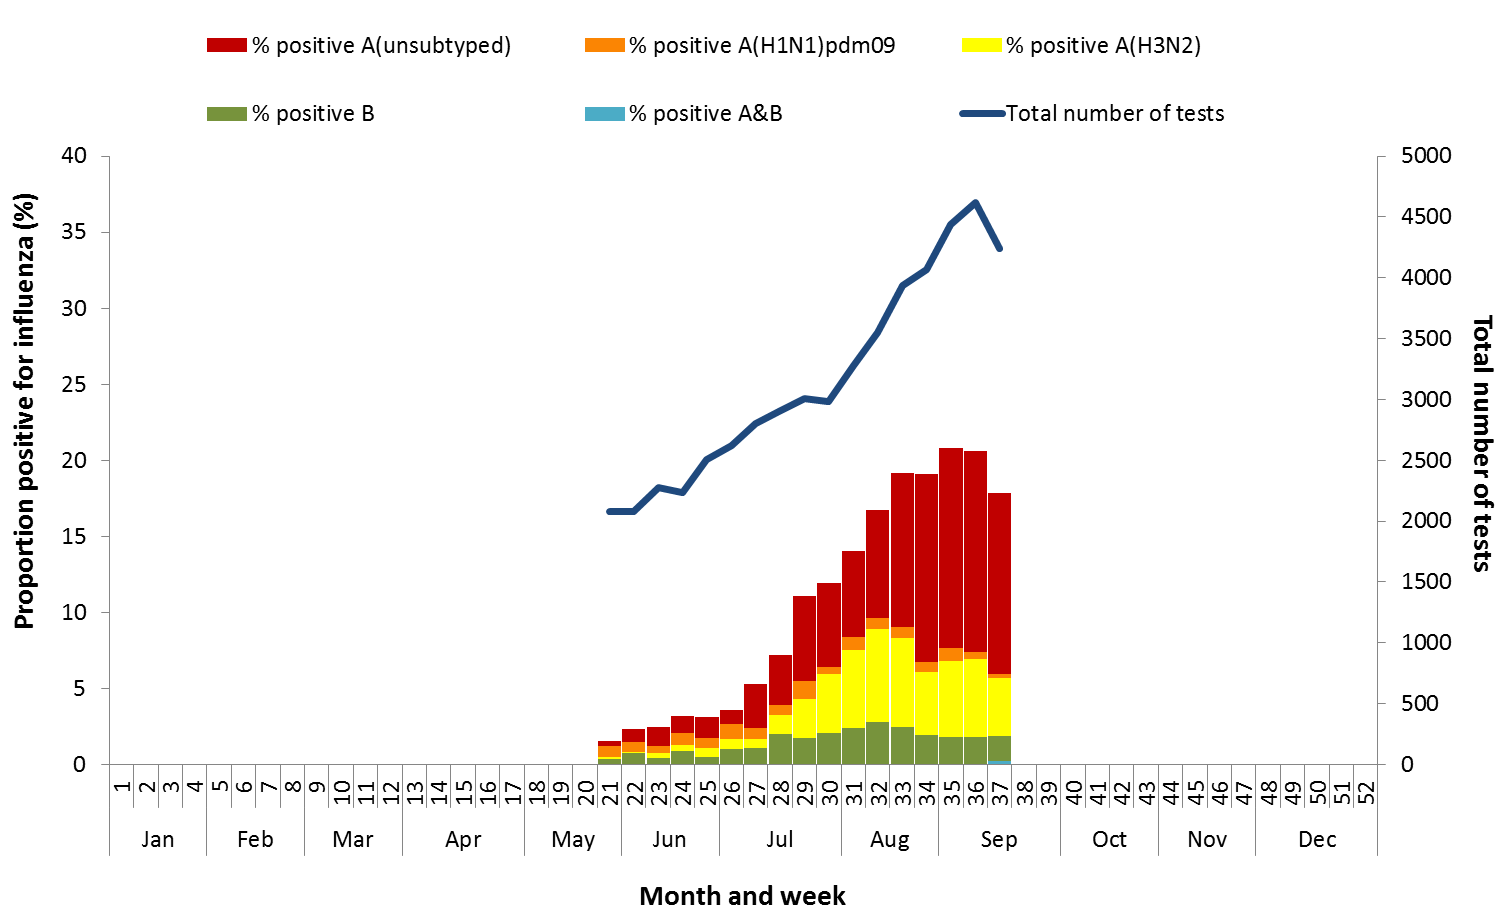 % positive A(unsubtyped) % positive A(H1N1)pdm09 % positive A(H3N2)
% positive B % positive A&B Total number of tests
40 5000
4500
35
4000
30
3500
25
3000
20 2500
2000
15
1500
10
1000
5
500
0 0
Proportion positive for influenza (%)
Total number of tests
1 2 3 4 5 6 7 8 9 10 11 12 13 14 15 16 17 18 19 20 21 22 23 24 25 26 27 28 29 30 31 32 33 34 35 36 37 38 39 40 41 42 43 44 45 46 47 48 49 50 51 52
Jan Feb Mar Apr May Jun Jul Aug Sep Oct Nov Dec
Month and week